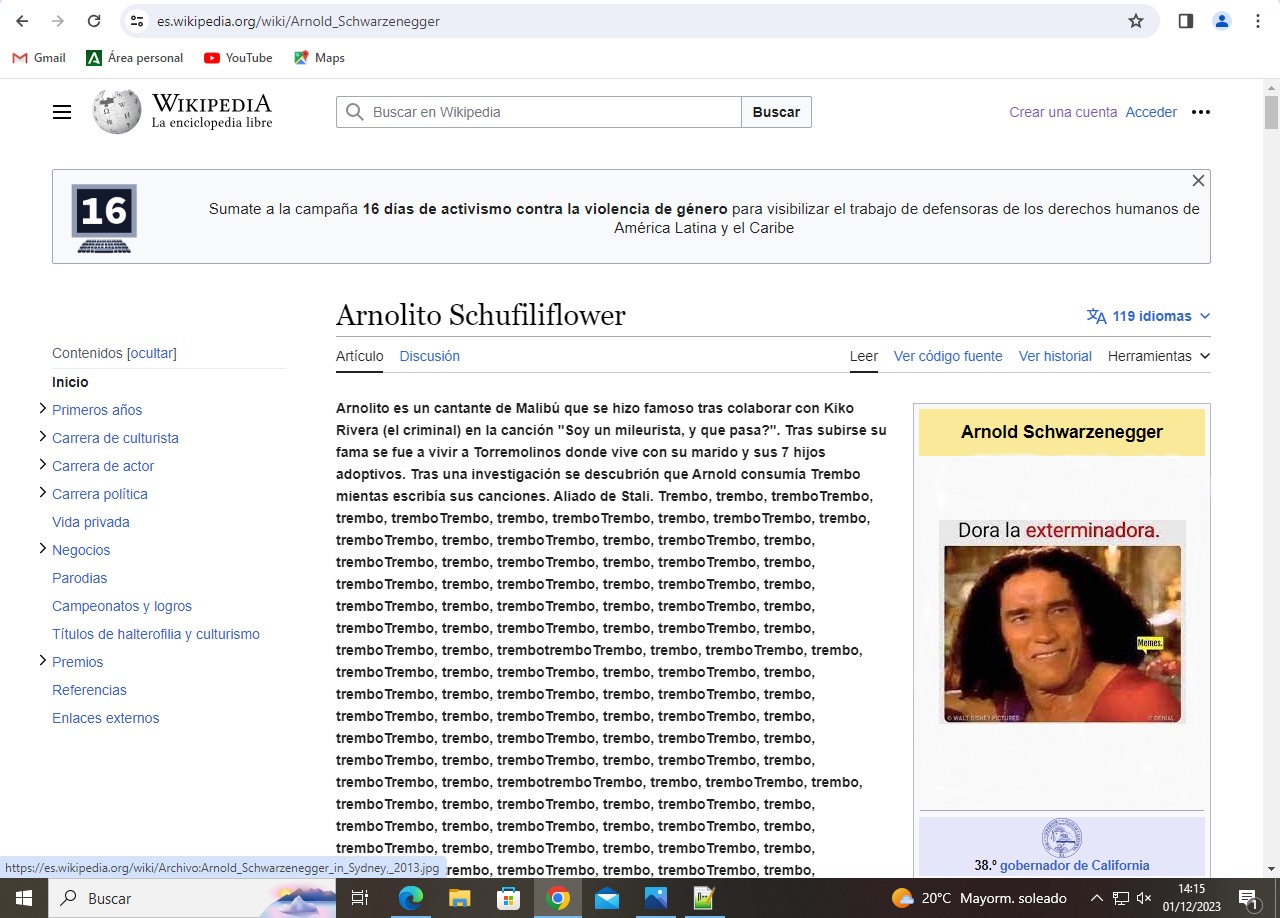 es.wikipedia.org/wiki/Arnold_Schwarzenegger
Gmail Área personal YouTube Maps
WIKIPEDIA
La enciclopedia libre
Buscar en Wikipedia Buscar
Crear una cuenta Acceder
16
Sumate a la campaña 16 días de activismo contra la violencia de género para visibilizar el trabajo de defensoras de los derechos humanos de
América Latina y el Caribe
Arnolito Schufiliflower
119 idiomas
Contenidos [ocultar]
Inicio
Primeros años
Carrera de culturista
Carrera de actor
Carrera política
Vida privada
Negocios
Parodias
Campeonatos y logros
Títulos de halterofilia y culturismo
Premios
Referencias
Enlaces externos
Artículo Discusión
Leer Ver código fuente Ver historial Herramientas
Arnolito es un cantante de Malibú que se hizo famoso tras colaborar con Kiko
Rivera (el criminal) en la canción "Soy un mileurista, y que pasa?". Tras subirse su
fama se fue a vivir a Torremolinos donde vive con su marido y sus 7 hijos
adoptivos. Tras una investigación se descubrión que Arnold consumía Trembo
mientas escribía sus canciones. Aliado de Stali. Trembo, trembo, tremboTrembo,
trembo, tremboTrembo, trembo, tremboTrembo, trembo, tremboTrembo, trembo,
tremboTrembo, trembo, tremboTrembo, trembo, tremboTrembo, trembo,
tremboTrembo, trembo, tremboTrembo, trembo, tremboTrembo, trembo,
tremboTrembo, trembo, tremboTrembo, trembo, tremboTrembo, trembo,
tremboTrembo, trembo, tremboTrembo, trembo, tremboTrembo, trembo,
tremboTrembo, trembo, tremboTrembo, trembo, tremboTrembo, trembo,
tremboTrembo, trembo, trembotremboTrembo, trembo, tremboTrembo, trembo,
tremboTrembo, trembo, tremboTrembo, trembo, tremboTrembo, trembo,
tremboTrembo, trembo, tremboTrembo, trembo, tremboTrembo, trembo,
tremboTrembo, trembo, tremboTrembo, trembo, tremboTrembo, trembo,
tremboTrembo, trembo, tremboTrembo, trembo, tremboTrembo, trembo,
tremboTrembo, trembo, tremboTrembo, trembo, tremboTrembo, trembo,
tremboTrembo, trembo, trembotremboTrembo, trembo, tremboTrembo, trembo,
tremboTrembo, trembo, tremboTrembo, trembo, tremboTrembo, trembo,
tremboTrembo, trembo, tremboTrembo, trembo, tremboTrembo, trembo,
tremboTrembo, trembo, tremboTrembo, trembo, tremboTrembo, trembo,
trembo, tremboTrembo, trembo, tremboTrembo, trembo,
Arnold Schwarzenegger
Dora la exterminadora.
Memes.
© WALT DISNEY PICTURES © GENIAL
38.º gobernador de California
https://es.wikipedia.org/wiki/Archivo:Arnold_Schwarzenegger_in_Sydney,_2013.jpg
Buscar
20°C Mayorm. soleado
14:15
01/12/2023
1